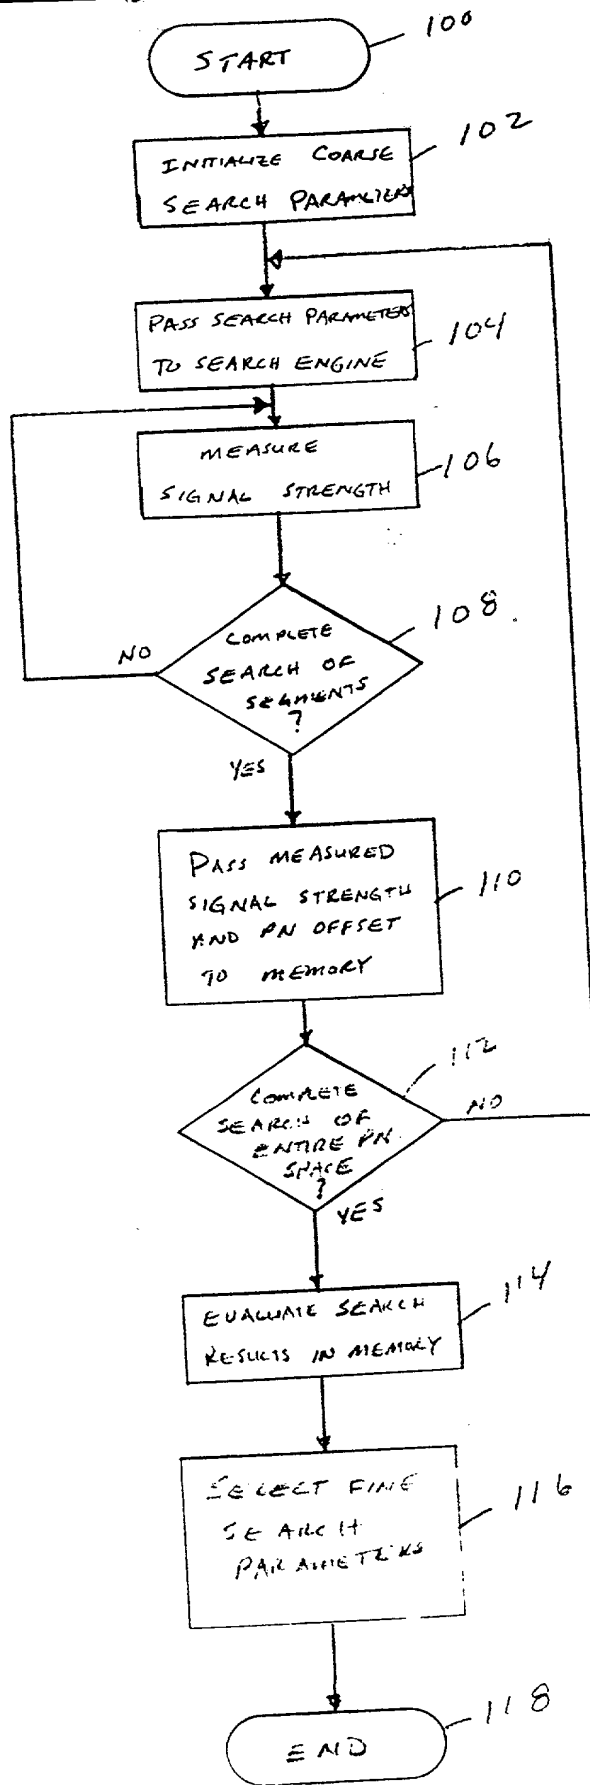 START
100
INITIALIZE COARSE
SEARCH PARAMETERS
102
PASS SEARCH PARAMETERS
TO SEARCH ENGINE
104
MEASURE
SIGNAL STRENGTH
106
COMPLETE
SEARCH OF
SEGMENTS
?
108
NO
YES
PASS MEASURED
SIGNAL STRENGTH
AND PN OFFSET
TO MEMORY
110
COMPLETE
SEARCH OF
ENTIRE PN
SPACE
?
112
NO
YES
EVALUATE SEARCH
RESULTS IN MEMORY
114
SELECT FINE
SEARCH
PARAMETERS
116
END
118